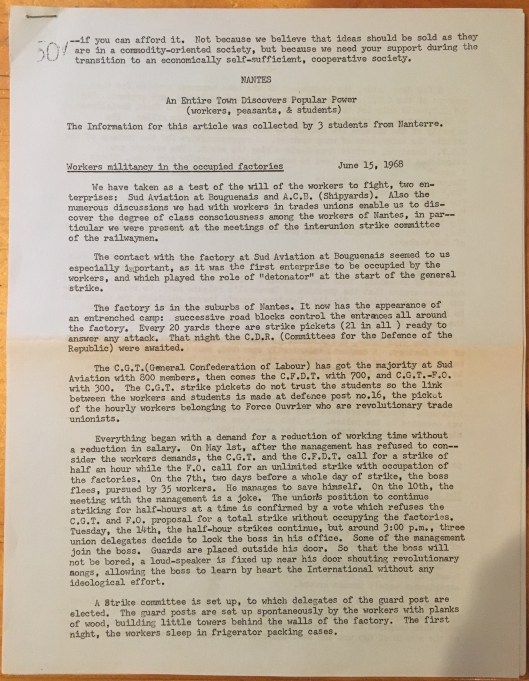 50¢ --if you can afford it. Not because we believe that ideas should be sold as they
are in a commodity-oriented society, but because we need your support during the
transition to an economically self-sufficient, cooperative society.
NANTES
An Entire Town Discovers Popular Power
(workers, peasants, & students)
The Information for this article was collected by 3 students from Nanterre.
Workers militancy in the occupied factories June 15, 1968
We have taken as a test of the will of the workers to fight, two en-
terprises: Sud Aviation at Bouguenais and A.C.B. (Shipyards). Also the
numerous discussions we had with workers in trades unions enable us to dis-
cover the degree of class consciousness among the workers of Nantes, in par--
ticular we were present at the meetings of the interunion strike committee
of the railwaymen.
The contact with the factory at Sud Aviation at Bouguenais seemed to us
especially important, as it was the first enterprise to be occupied by the
workers, and which played the role of "detonator" at the start of the general
strike.
The factory is in the suburbs of Nantes. It now has the appearance of
an entrenched camp: successive road blocks control the entrances all around
the factory. Every 20 yards there are strike pickets (21 in all ) ready to
answer any attack. That night the C.D.R. (Committees for the Defence of the
Republic) were awaited.
The C.G.T.(General Confederation of Labour) has got the majority at Sud
Aviation with 800 members, then comes the C.F.D.T. with 700, and C.G.T.-F.O.
with 300. The C.G.T. strike pickets do not trust the students so the link
between the workers and students is made at defence post no.16, the picket
of the hourly workers belonging to Force Ouvrier who are revolutionary trade
unionists.
Everything began with a demand for a reduction of working time without
a reduction in salary. On May 1st, after the management has refused to con--
sider the workers demands, the C.G.T. and the C.F.D.T. call for a strike of
half an hour while the F.O. call for an unlimited strike with occupation of
the factories. On the 7th, two days before a whole day of strike, the boss
flees, pursued by 35 workers. He manages to save himself. On the 10th, the
meeting with the management is a joke. The union's position to continue
striking for half-hours at a time is confirmed by a vote which refuses the
C.G.T. and F.O. proposal for a total strike without occupying the factories.
Tuesday, the 14th, the half-hour strikes continue, but around 3:00 p.m., three
union delegates decide to lock the boss in his office. Some of the management
join the boss. Guards are placed outside his door. So that the boss will
not be bored, a loud-speaker is fixed up near his door shouting revolutionary
songs, allowing the boss to learn by heart the International without any
ideological effort.
A Strike committee is set up, to which delegates of the guard post are
elected. The guard posts are set up spontaneously by the workers with planks
of wood, building little towers behind the walls of the factory. The first
night, the workers sleep in frigerator packing cases.